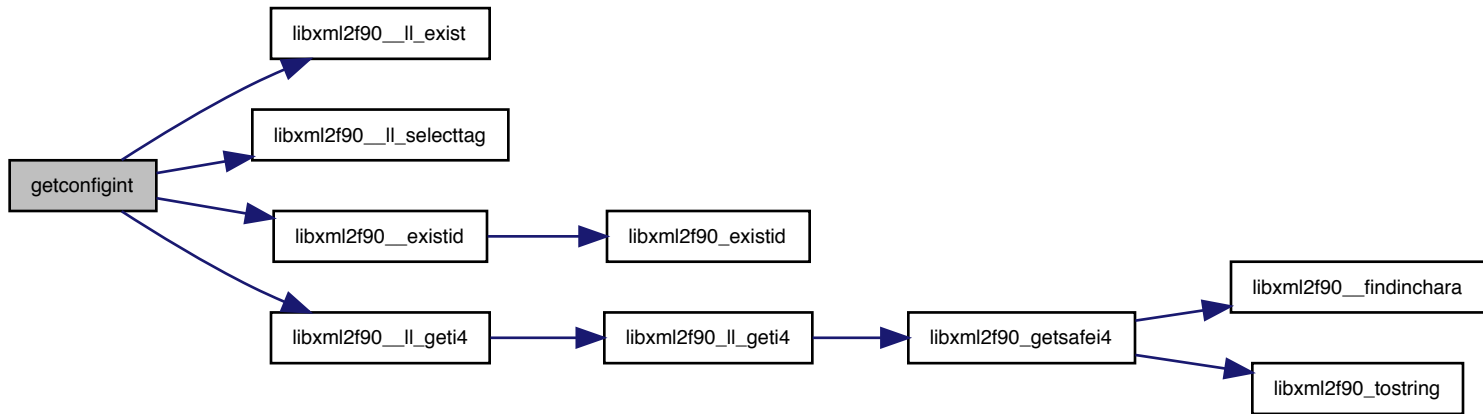 libxml2f90__ll_exist
libxml2f90__ll_selecttag
getconfigint
libxml2f90__existid
libxml2f90_existid
libxml2f90__findinchara
libxml2f90__ll_geti4
libxml2f90_ll_geti4
libxml2f90_getsafei4
libxml2f90_tostring